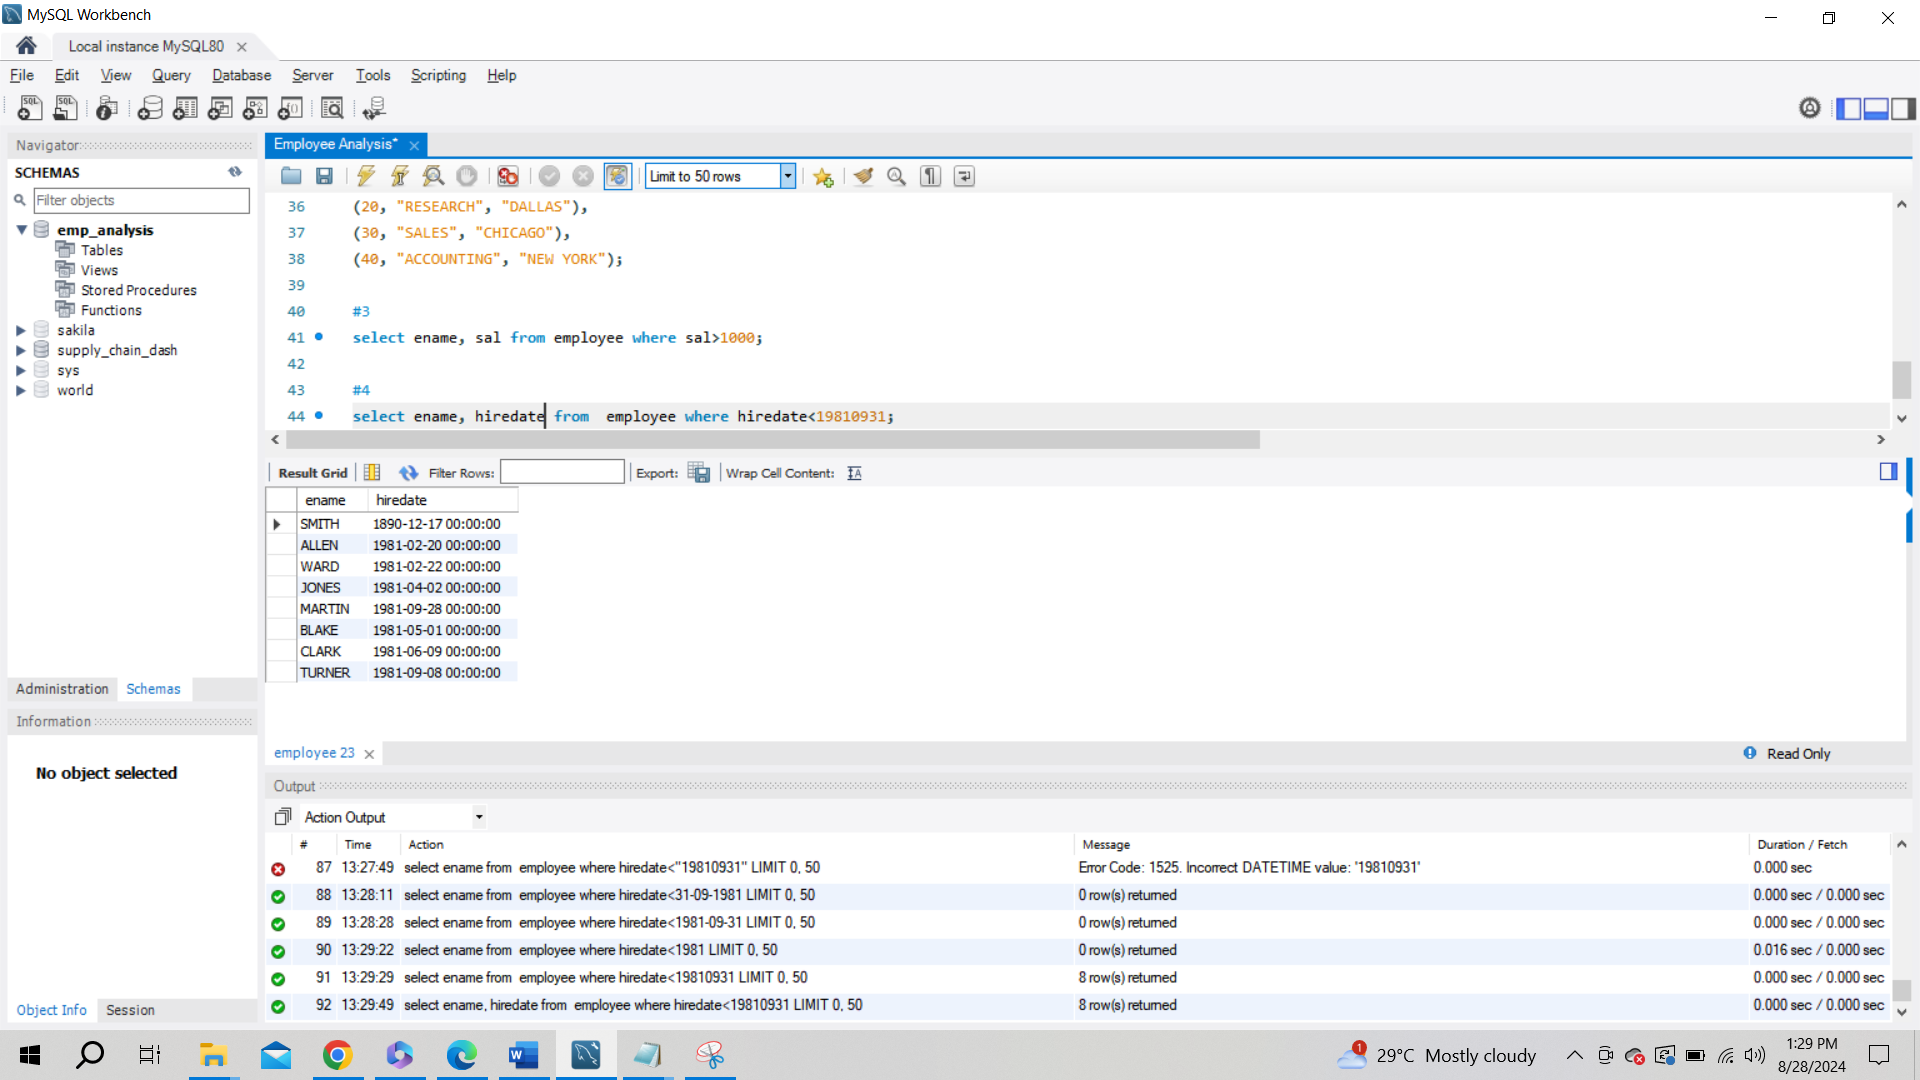 MySQL Workbench
Local instance MySQL80
File Edit View Query Database Server Tools Scripting Help
Navigator
SCHEMAS
Filter objects
emp_analysis
Tables
Views
Stored Procedures
Functions
sakila
supply_chain_dash
sys
world
Administration Schemas
Information
No object selected
Object Info Session
Employee Analysis*
Limit to 50 rows
36 (20, "RESEARCH", "DALLAS"),
37 (30, "SALES", "CHICAGO"),
38 (40, "ACCOUNTING", "NEW YORK");
39
40 #3
41 select ename, sal from employee where sal>1000;
42
43 #4
44 select ename, hiredate from  employee where hiredate<19810931;
Result Grid Filter Rows: Export: Wrap Cell Content:
ename hiredate
SMITH 1890-12-17 00:00:00
ALLEN 1981-02-20 00:00:00
WARD 1981-02-22 00:00:00
JONES 1981-04-02 00:00:00
MARTIN 1981-09-28 00:00:00
BLAKE 1981-05-01 00:00:00
CLARK 1981-06-09 00:00:00
TURNER 1981-09-08 00:00:00
employee 23 Read Only
Output
Action Output
# Time Action Message Duration / Fetch
87 13:27:49 select ename from  employee where hiredate<"19810931" LIMIT 0, 50 Error Code: 1525. Incorrect DATETIME value: '19810931' 0.000 sec
88 13:28:11 select ename from  employee where hiredate<31-09-1981 LIMIT 0, 50 0 row(s) returned 0.000 sec / 0.000 sec
89 13:28:28 select ename from  employee where hiredate<1981-09-31 LIMIT 0, 50 0 row(s) returned 0.000 sec / 0.000 sec
90 13:29:22 select ename from  employee where hiredate<1981 LIMIT 0, 50 0 row(s) returned 0.016 sec / 0.000 sec
91 13:29:29 select ename from  employee where hiredate<19810931 LIMIT 0, 50 8 row(s) returned 0.000 sec / 0.000 sec
92 13:29:49 select ename, hiredate from  employee where hiredate<19810931 LIMIT 0, 50 8 row(s) returned 0.000 sec / 0.000 sec
1 29°C Mostly cloudy 1:29 PM
8/28/2024